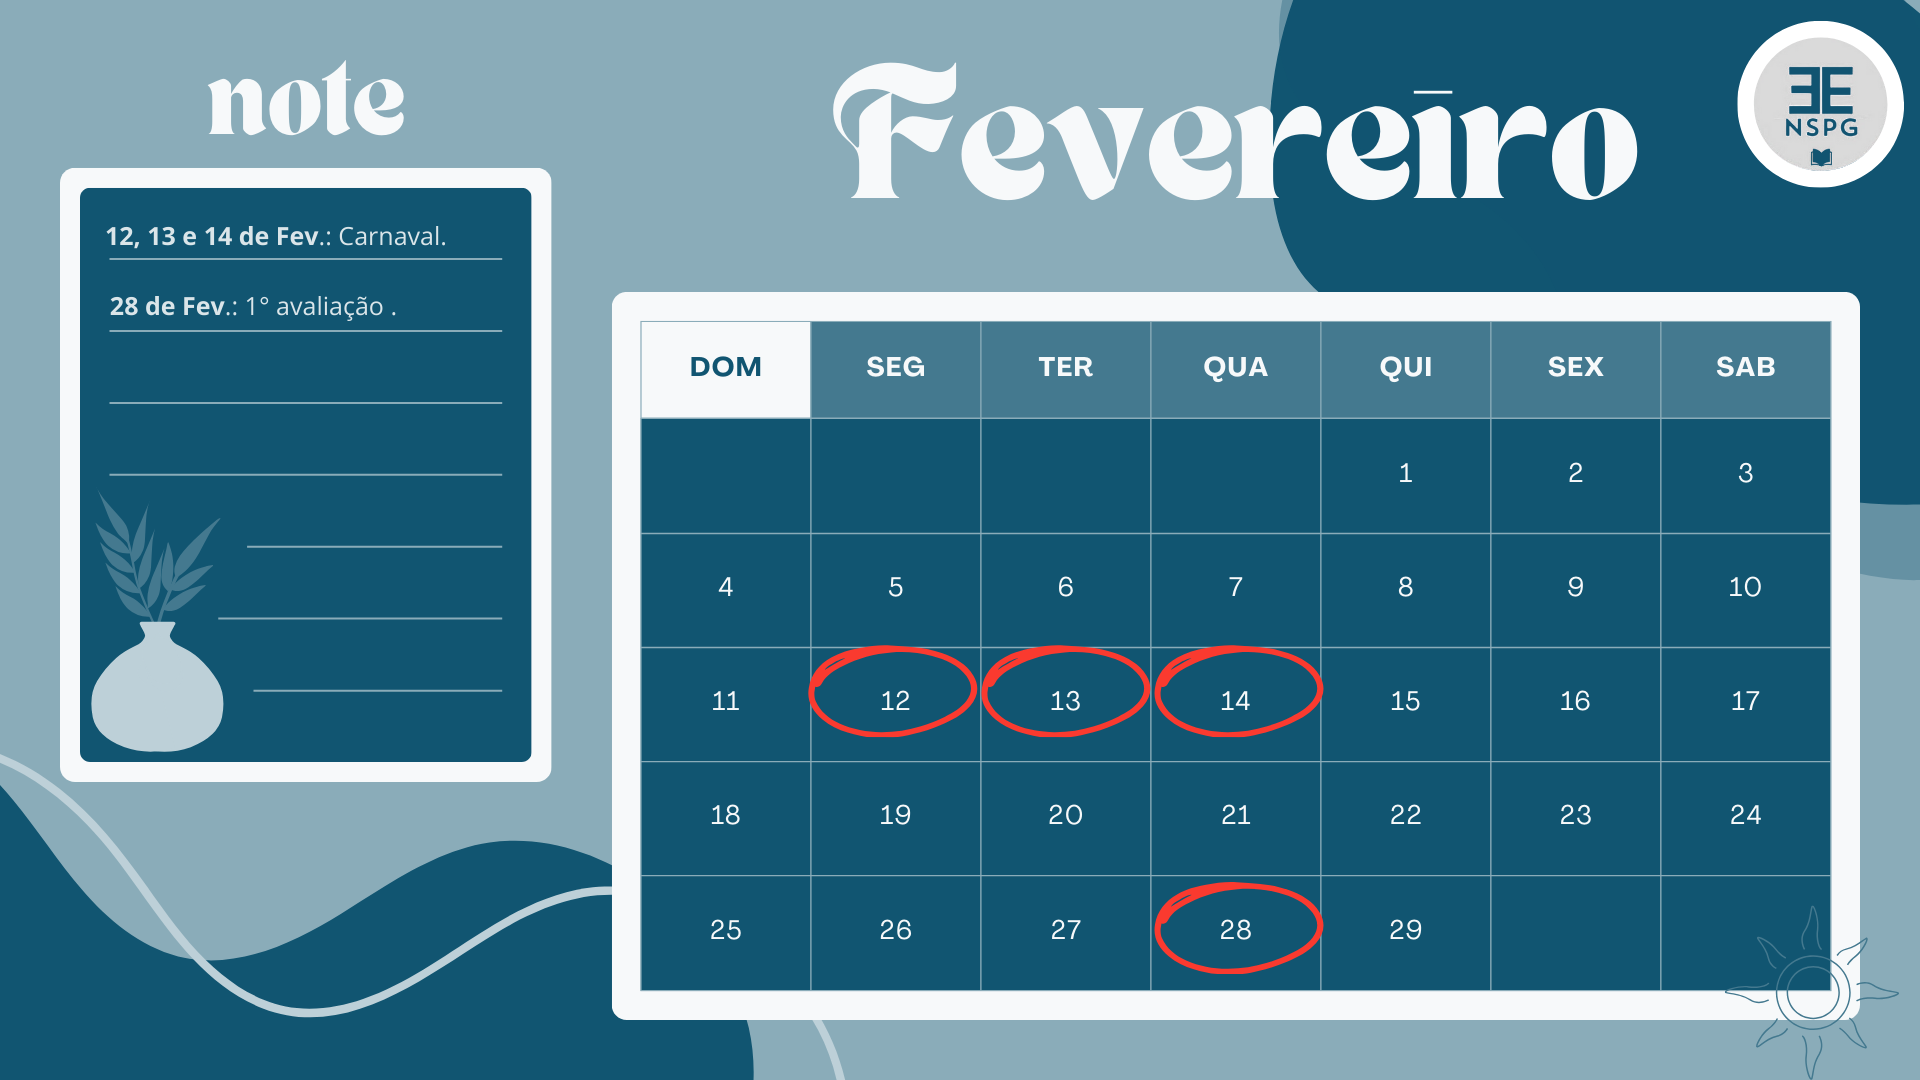 note
12, 13 e 14 de Fev.: Carnaval.
28 de Fev.: 1° avaliação .
Fevereiro
NSPG
DOM SEG TER QUA QUI SEX SAB
1 2 3
4 5 6 7 8 9 10
11 12 13 14 15 16 17
18 19 20 21 22 23 24
25 26 27 28 29